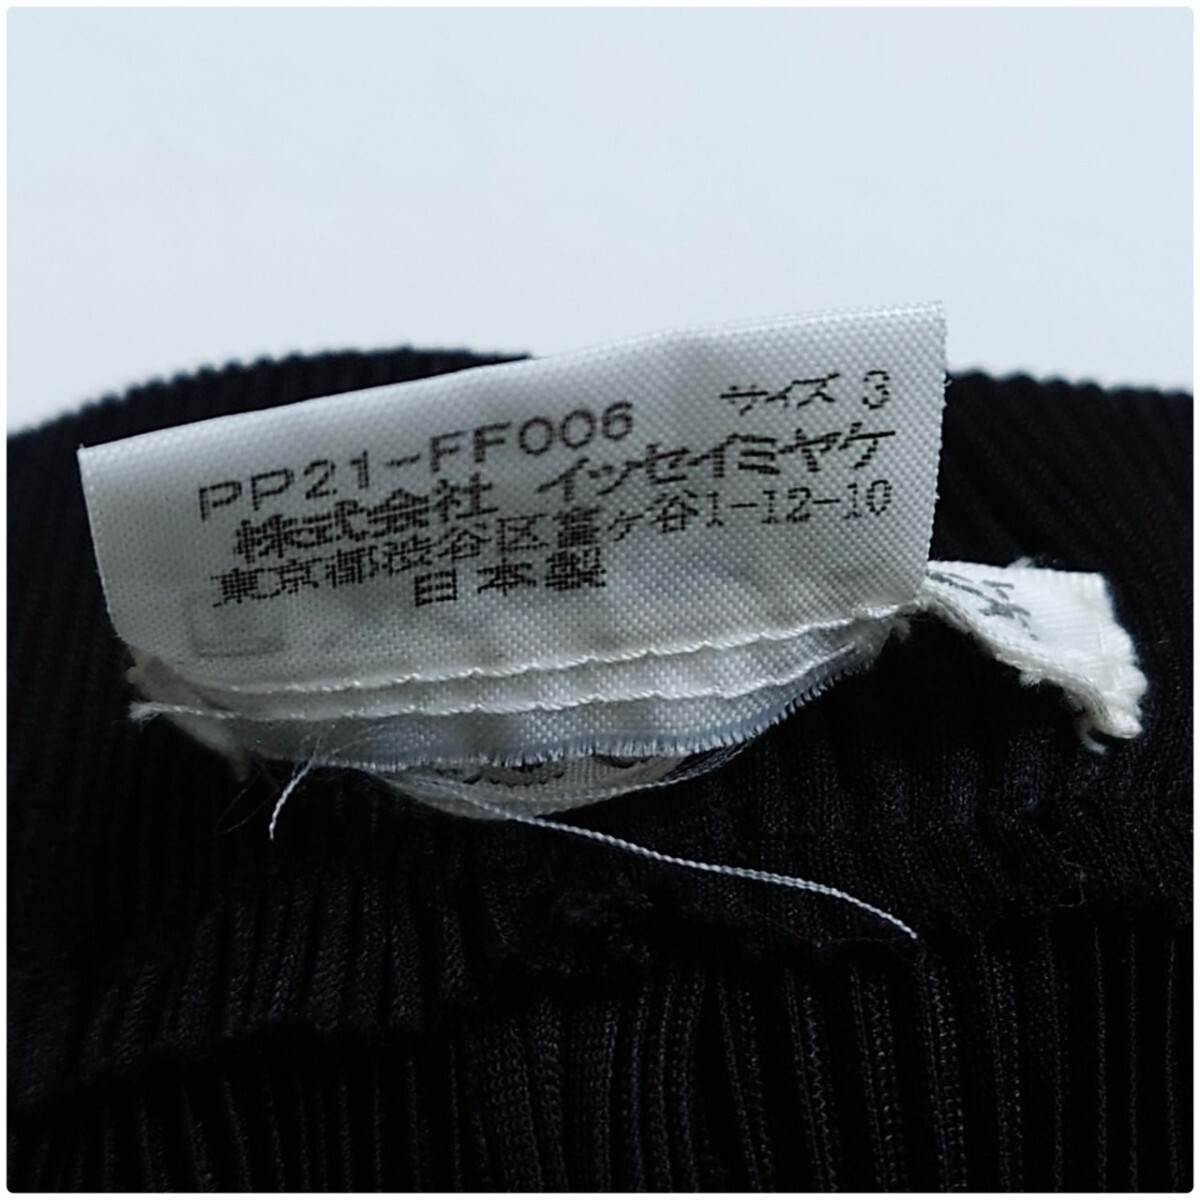 PP21-FF006 サイズ 3
株式会社 イッセイミヤケ
東京都渋谷区富ケ谷1-12-10
日本製